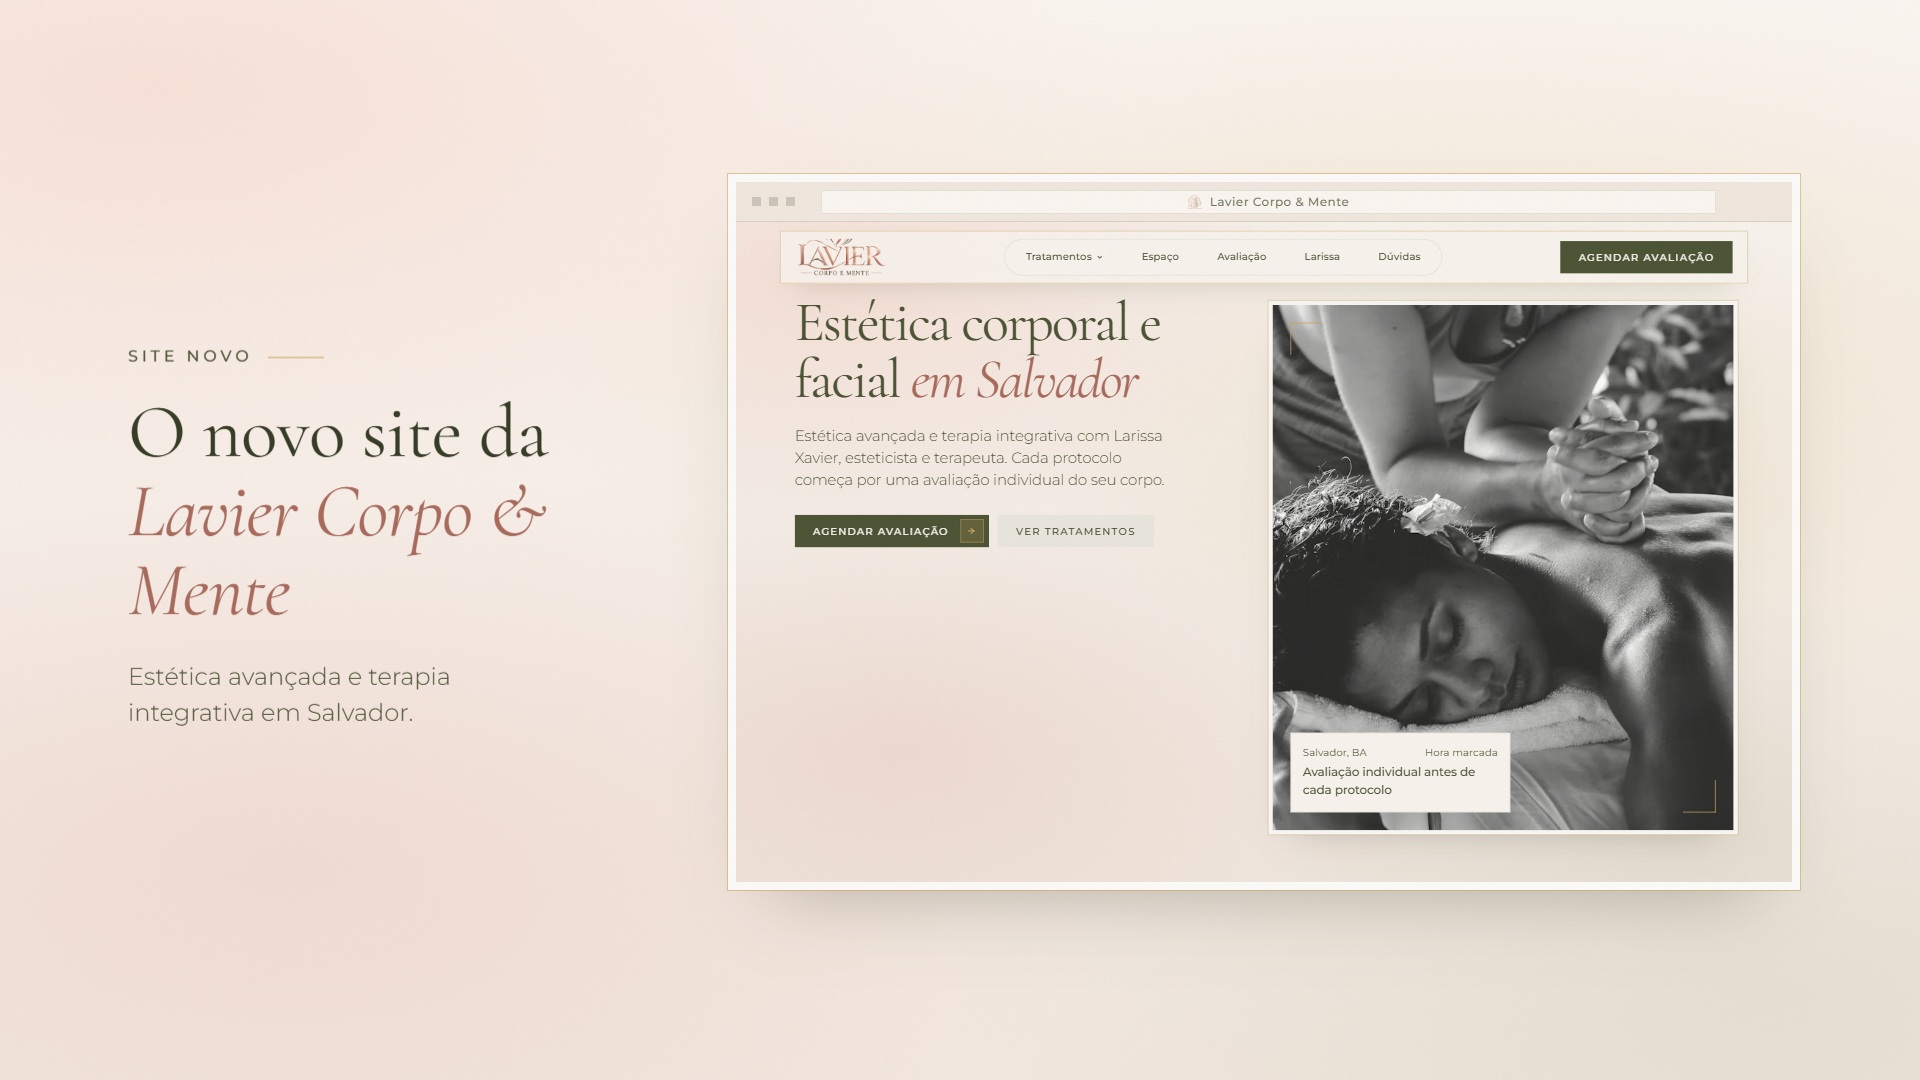 SITE NOVO
O novo site da
Lavier Corpo &
Mente
Estética avançada e terapia
integrativa em Salvador.
Lavier Corpo & Mente
LAVIER
CORPO E MENTE
Tratamentos
Espaço
Avaliação
Larissa
Dúvidas
AGENDAR AVALIAÇÃO
Estética corporal e
facial em Salvador
Estética avançada e terapia integrativa com Larissa
Xavier, esteticista e terapeuta. Cada protocolo
começa por uma avaliação individual do seu corpo.
AGENDAR AVALIAÇÃO
VER TRATAMENTOS
Salvador, BA
Hora marcada
Avaliação individual antes de
cada protocolo